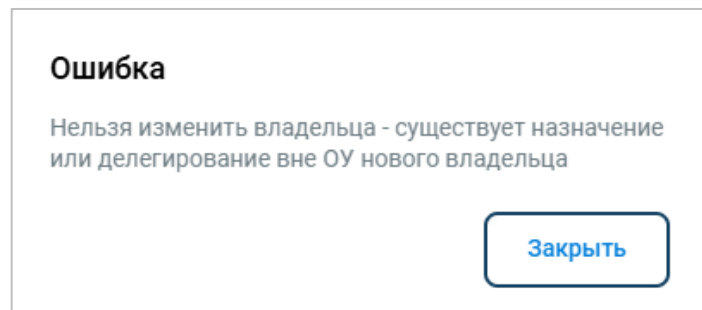 Ошибка
Нельзя изменить владельца - существует назначение
или делегирование вне ОУ нового владельца
Закрыть